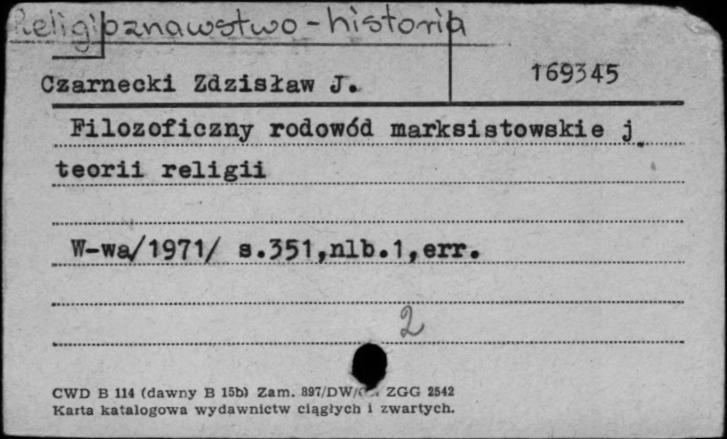 Religioznawstwo - historia
Czarnecki Zdzisław J.
169345
Filozoficzny rodowód marksistowskie j
teorii religii
W-wa/1971/ s.351,nlb.1,err.
2
CWD B 114 (dawny B 15b) Zam. 897/DW/ ZGG 2542
Karta katalogowa wydawnictw ciągłych i zwartych.